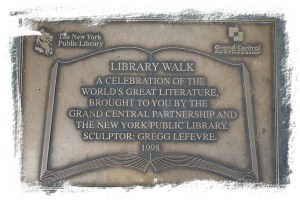 The New York
Public Library
Grand Central
PARTNERSHIP
LIBRARY WALK
A CELEBRATION OF THE
WORLD'S GREAT LITERATURE,
BROUGHT TO YOU BY THE
GRAND CENTRAL PARTNERSHIP AND
THE NEW YORK PUBLIC LIBRARY.
SCULPTOR: GREGG LEFEVRE.
1998